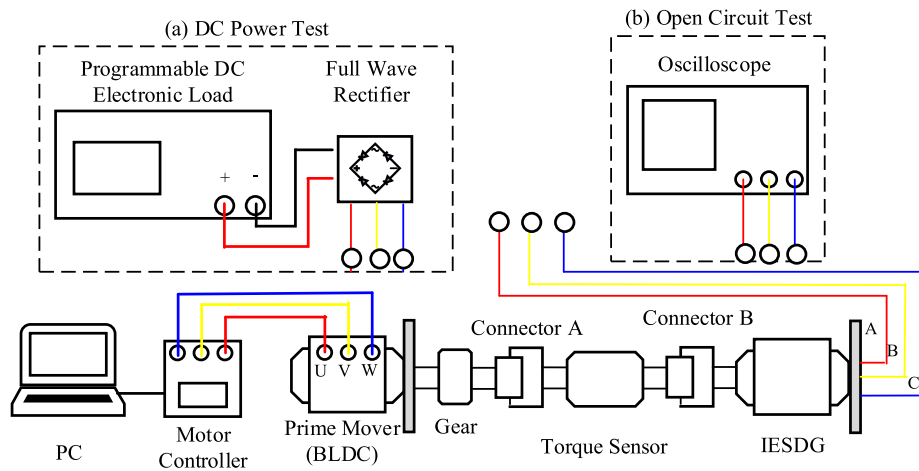 (a) DC Power Test
(b) Open Circuit Test
Programmable DC
Electronic Load
Full Wave
Rectifier
Oscilloscope
+ -
+ -
~
~
Connector A
Connector B
A
B
C
U V W
PC
Motor
Controller
Prime Mover
(BLDC)
Gear
Torque Sensor
IESDG